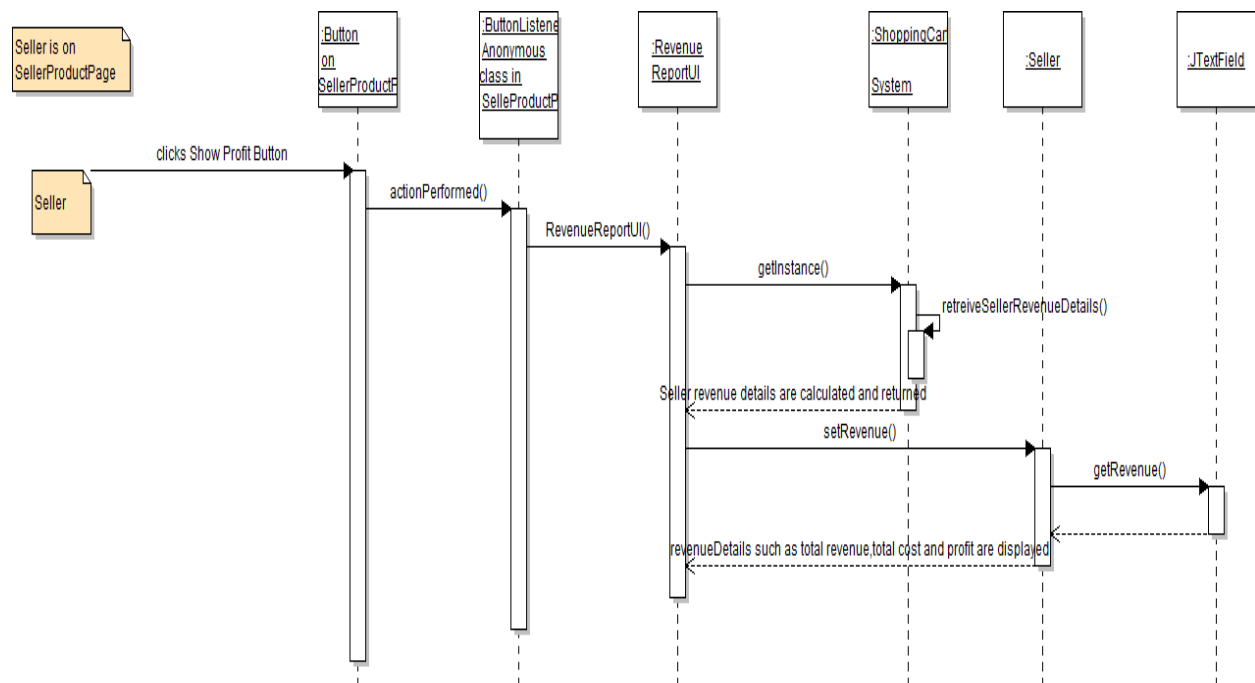 Seller is on
SellerProductPage
:Button
on
SellerProductP
:ButtonListene
Anonymous
class in
SelleProductP
:Revenue
ReportUI
:ShoppingCar
System
:Seller
:JTextField
clicks Show Profit Button
Seller
actionPerformed()
RevenueReportUI()
getInstance()
retreiveSellerRevenueDetails()
Seller revenue details are calculated and returned
setRevenue()
getRevenue()
revenueDetails such as total revenue,total cost and profit are displayed